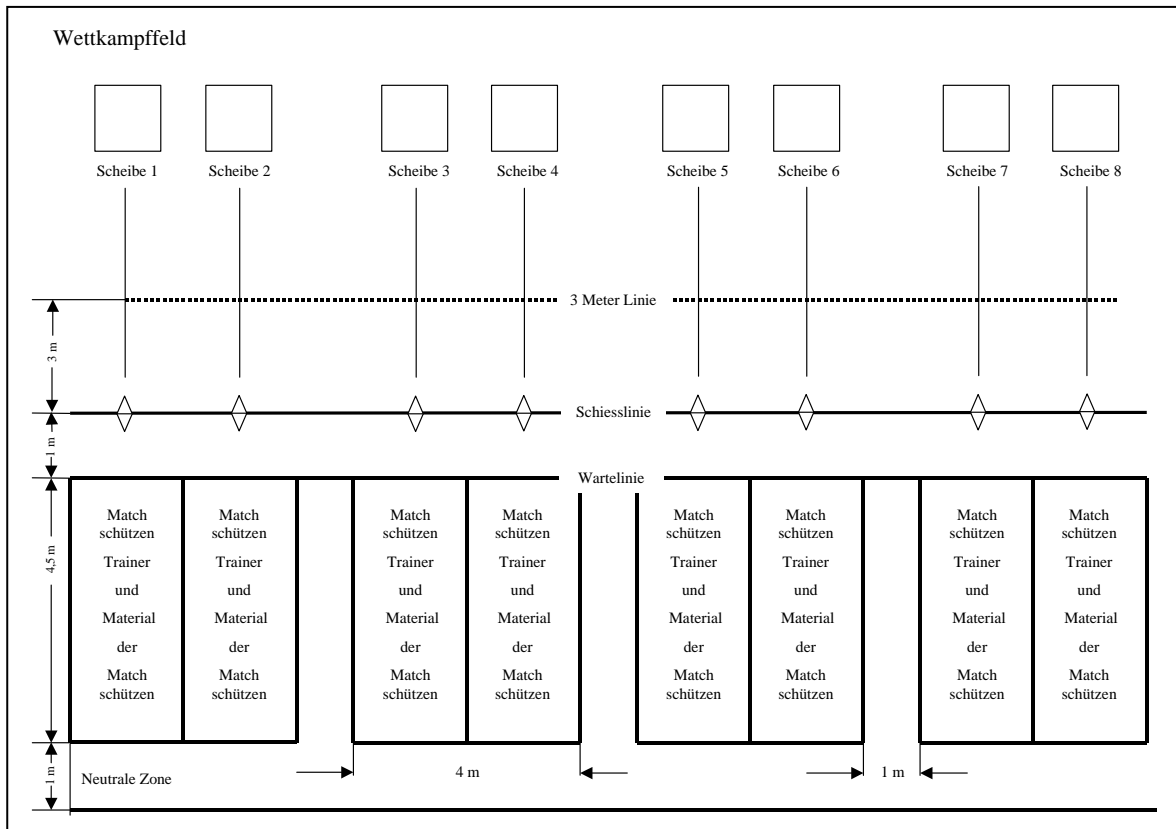 Wettkampffeld
Scheibe 1
Scheibe 2
Scheibe 3
Scheibe 4
Scheibe 5
Scheibe 6
Scheibe 7
Scheibe 8
3 Meter Linie
3 m
Schiesslinie
1 m
Wartelinie
4,5 m
Match
schützen
Trainer
und
Material
der
Match
schützen
Match
schützen
Trainer
und
Material
der
Match
schützen
Match
schützen
Trainer
und
Material
der
Match
schützen
Match
schützen
Trainer
und
Material
der
Match
schützen
Match
schützen
Trainer
und
Material
der
Match
schützen
Match
schützen
Trainer
und
Material
der
Match
schützen
Match
schützen
Trainer
und
Material
der
Match
schützen
Match
schützen
Trainer
und
Material
der
Match
schützen
1 m
Neutrale Zone
4 m
1 m